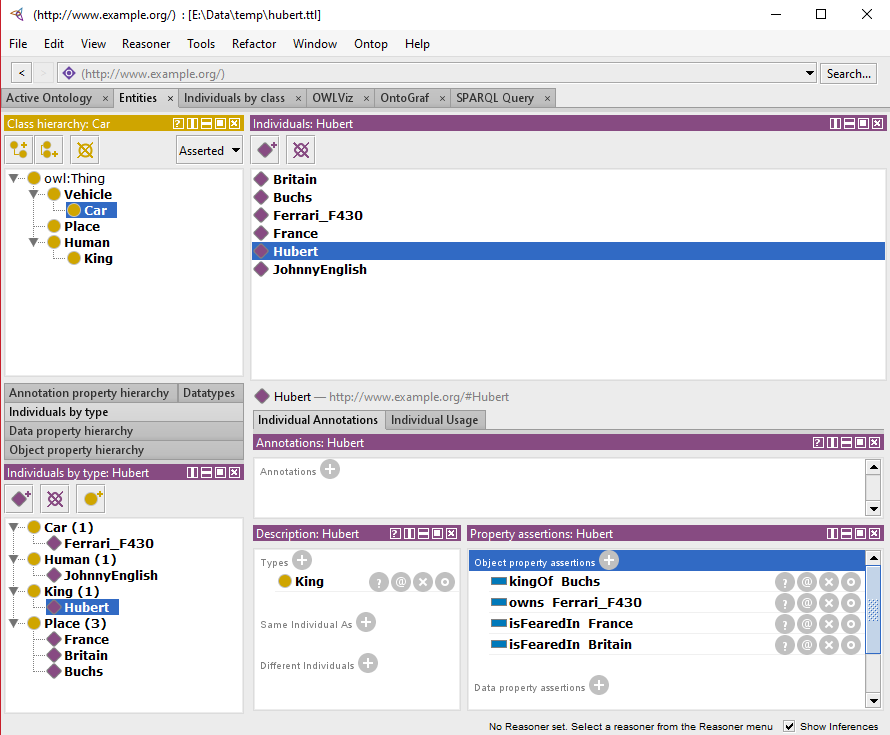 (http://www.example.org/) : [E:\Data\temp\hubert.ttl]
File Edit View Reasoner Tools Refactor Window Ontop Help
< > (http://www.example.org/) Search...
Active Ontology × Entities × Individuals by class × OWLViz × OntoGraf × SPARQL Query ×
Class hierarchy: Car
Asserted
owl:Thing
Vehicle
Car
Place
Human
King
Individuals: Hubert
Britain
Buchs
Ferrari_F430
France
Hubert
JohnnyEnglish
Annotation property hierarchy Datatypes
Individuals by type
Data property hierarchy
Object property hierarchy
Individuals by type: Hubert
Car (1)
Ferrari_F430
Human (1)
JohnnyEnglish
King (1)
Hubert
Place (3)
France
Britain
Buchs
Hubert — http://www.example.org/#Hubert
Individual Annotations Individual Usage
Annotations: Hubert
Annotations +
Description: Hubert
Types +
King ? @ × o
Same Individual As +
Different Individuals +
Property assertions: Hubert
Object property assertions +
kingOf Buchs ? @ × o
owns Ferrari_F430 ? @ × o
isFearedIn France ? @ × o
isFearedIn Britain ? @ × o
Data property assertions +
No Reasoner set. Select a reasoner from the Reasoner menu Show Inferences